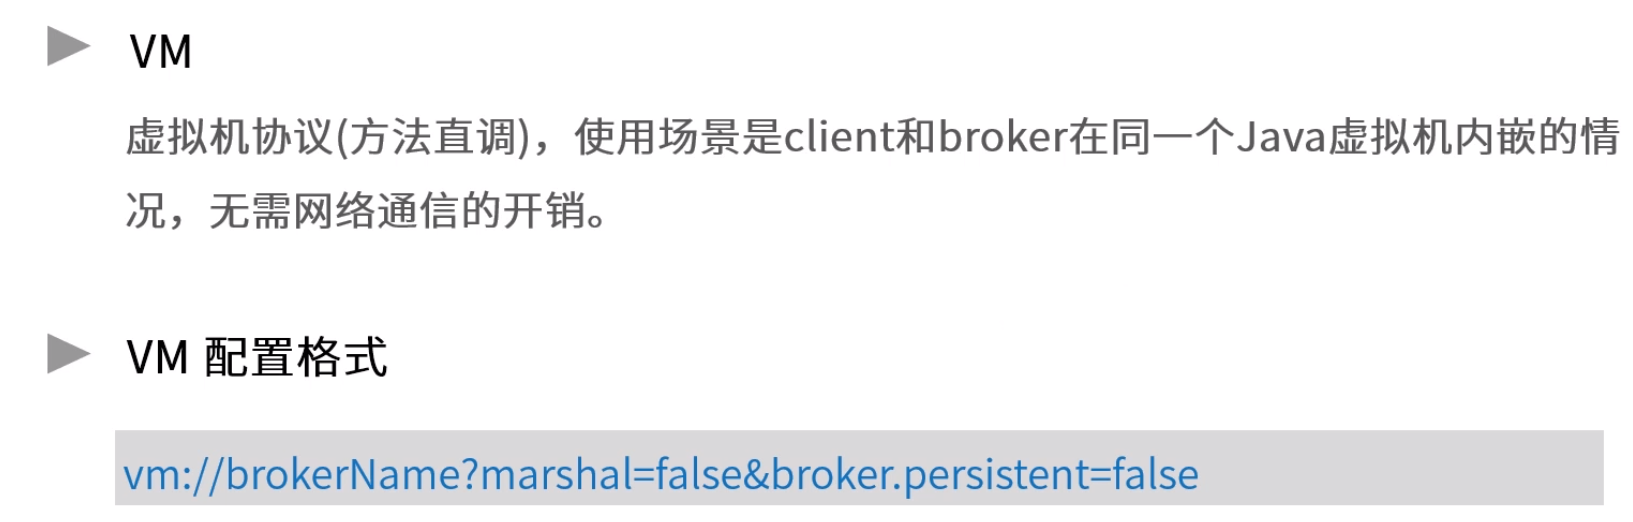 VM
虚拟机协议(方法直调)，使用场景是client和broker在同一个Java虚拟机内嵌的情
况，无需网络通信的开销。
VM 配置格式
vm://brokerName?marshal=false&broker.persistent=false